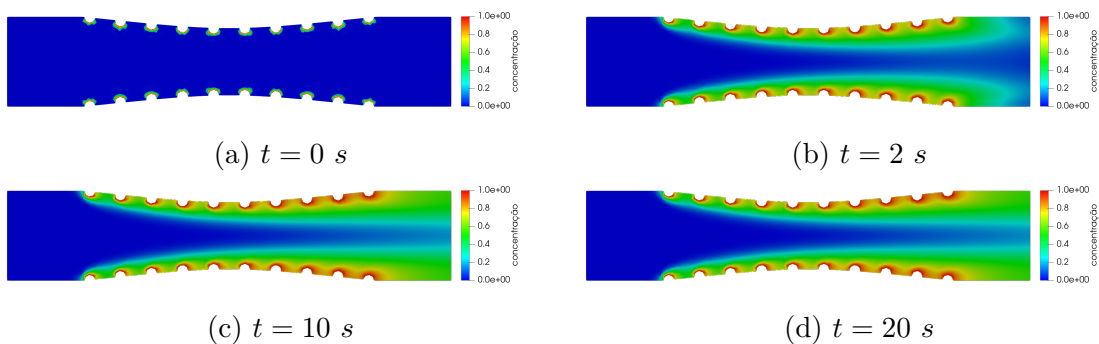 1.0e+00
0.8
0.6
0.4
0.2
0.0e+00
concentração
(a) t = 0 s
1.0e+00
0.8
0.6
0.4
0.2
0.0e+00
concentração
(b) t = 2 s
1.0e+00
0.8
0.6
0.4
0.2
0.0e+00
concentração
(c) t = 10 s
1.0e+00
0.8
0.6
0.4
0.2
0.0e+00
concentração
(d) t = 20 s